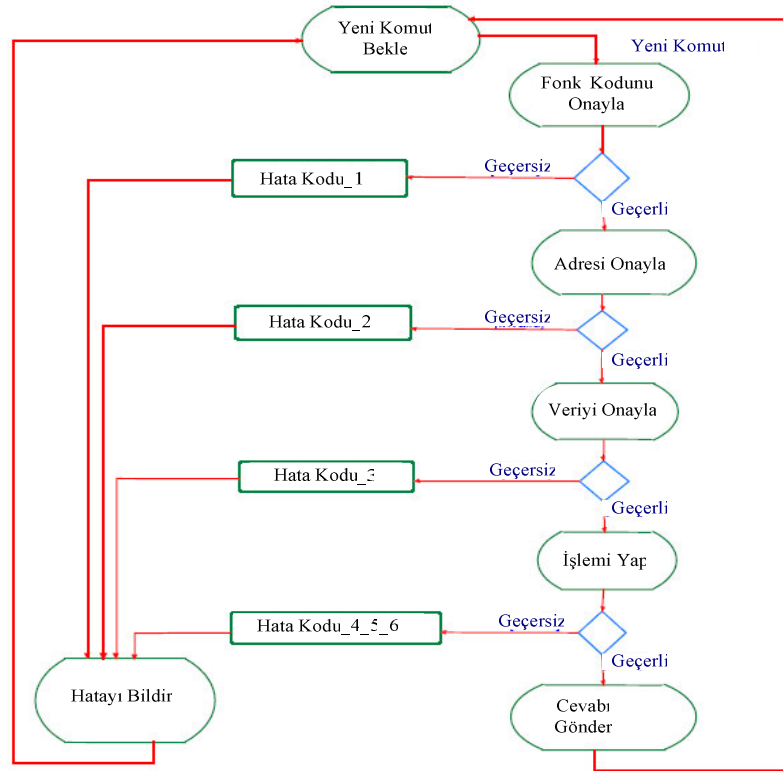 Yeni Komut
Bekle
Yeni Komut
Fonk Kodunu
Onayla
Hata Kodu_1
Geçersiz
Geçerli
Adresi Onayla
Hata Kodu_2
Geçersiz
Geçerli
Veriyi Onayla
Hata Kodu_3
Geçersiz
Geçerli
İşlemi Yap
Hata Kodu_4_5_6
Geçersiz
Geçerli
Hatayı Bildir
Cevabı
Gönder